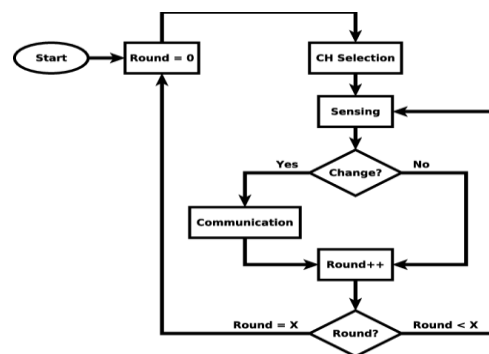 Start
Round = 0
CH Selection
Sensing
Change?
Yes
No
Communication
Round++
Round?
Round = X
Round < X